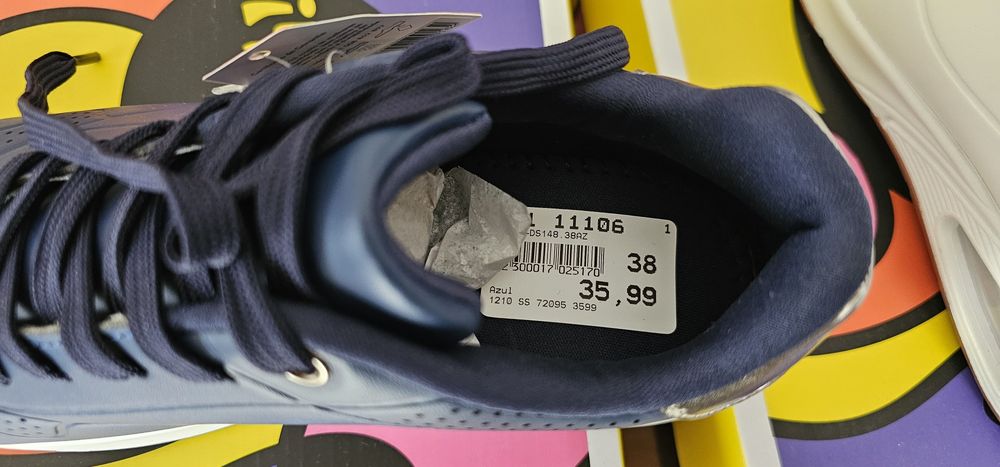 1 11106 1
-DS148.38AZ
2 300017 025170 38
Azul 35,99
1210 SS 72095 3599